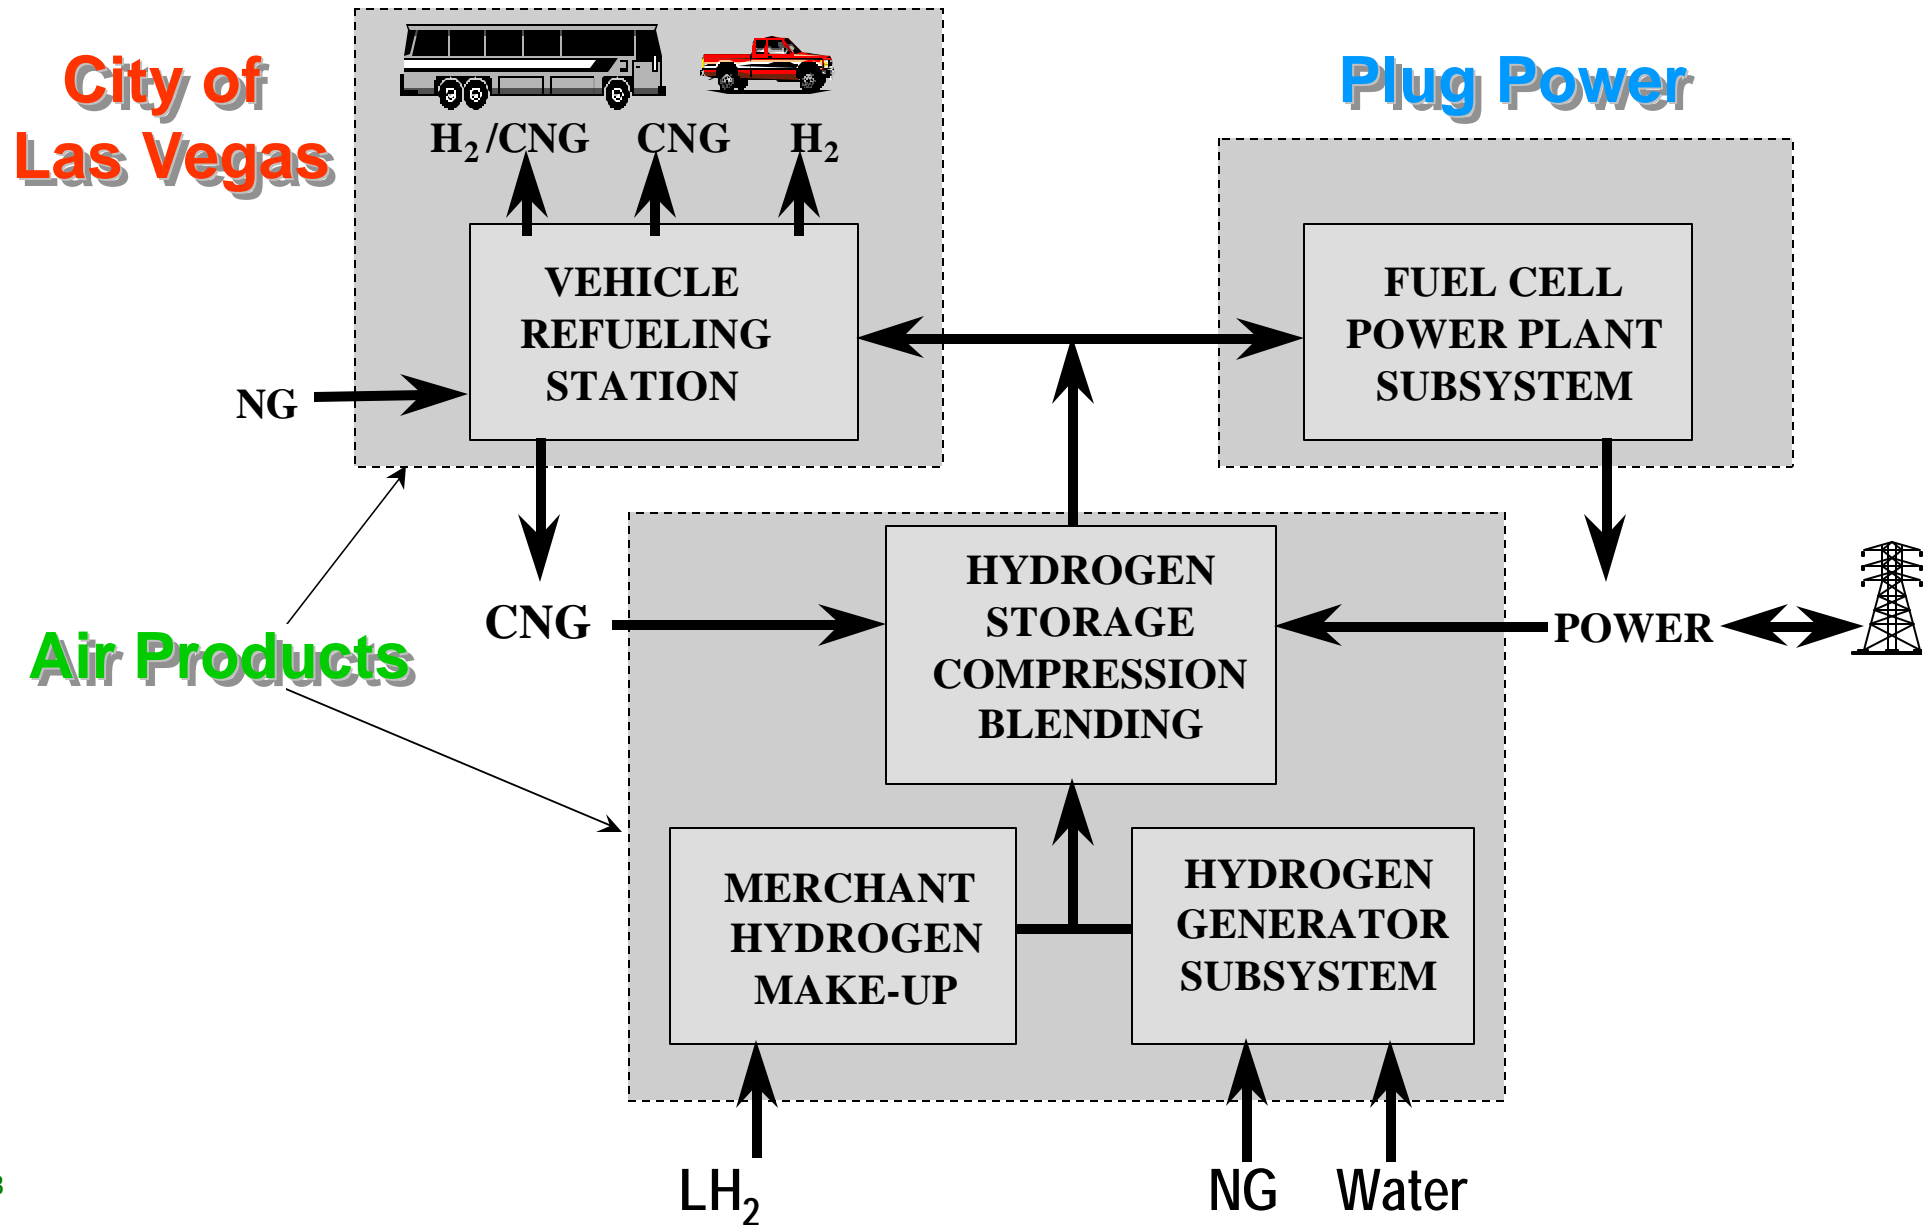 City of
Las Vegas
Plug Power
H2 /CNG CNG H2
VEHICLE
REFUELING
STATION
FUEL CELL
POWER PLANT
SUBSYSTEM
NG
CNG
HYDROGEN
STORAGE
COMPRESSION
BLENDING
POWER
Air Products
MERCHANT
HYDROGEN
MAKE-UP
HYDROGEN
GENERATOR
SUBSYSTEM
LH2
NG Water